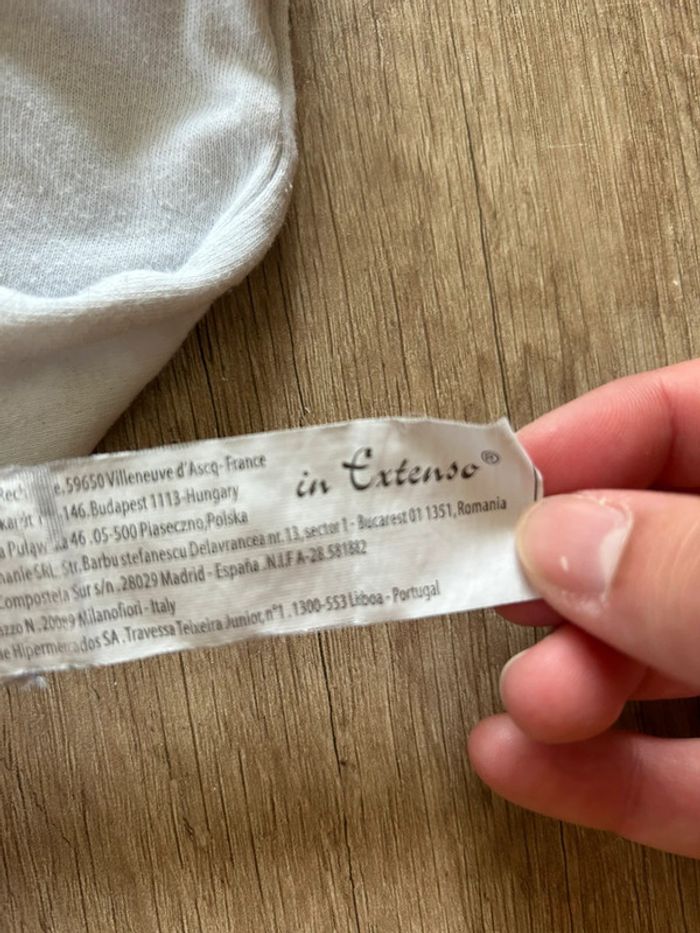 in Extenso®
e.59650 Villeneuve d'Ascq-France
.146.Budapest 1113-Hungary
46 .05-500 Piaseczno,Polska
Str.Barbu stefanescu Delavrancea nr.13, sector 1 - Bucarest 01 1351, Romania
Compostela Sur s/n .28029 Madrid - España .N.I.F A-28.581882
Milanofiori - Italy
SA .Travessa Teixeira Junior, n°1 .1300-553 Lisboa - Portugal